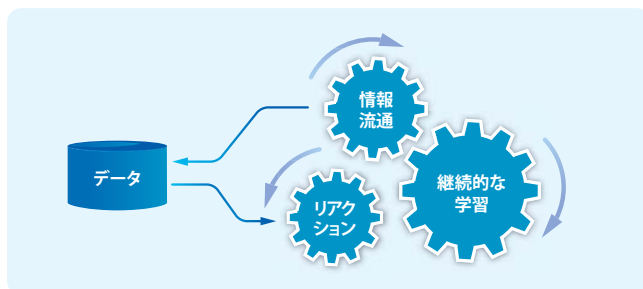 情報
流通
データ
継続的な
学習
リアク
ション